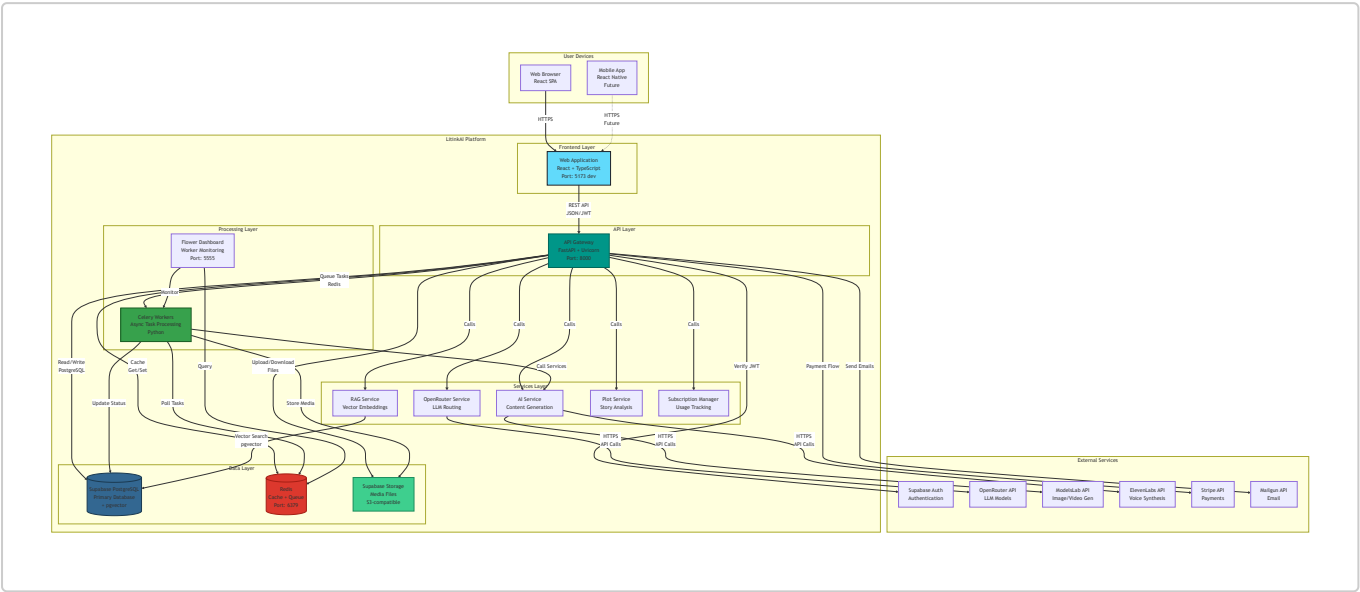 User Devices
Web Browser
React SPA
Mobile App
React Native
Future
HTTPS
HTTPS
Future
LitinkAI Platform
Frontend Layer
Web Application
React + TypeScript
Port: 5173 dev
REST API
JSON/JWT
Processing Layer
API Layer
Flower Dashboard
Worker Monitoring
Port: 5555
API Gateway
FastAPI + Uvicorn
Port: 8000
Queue Tasks
Redis
Monitor
Celery Workers
Async Task Processing
Python
Calls
Calls
Calls
Calls
Calls
Read/Write
PostgreSQL
Cache
Get/Set
Query
Upload/Download
Files
Call Services
Verify JWT
Payment Flow
Send Emails
Services Layer
Update Status
Poll Tasks
Store Media
RAG Service
Vector Embeddings
OpenRouter Service
LLM Routing
AI Service
Content Generation
Plot Service
Story Analysis
Subscription Manager
Usage Tracking
Vector Search
pgvector
HTTPS
API Calls
HTTPS
API Calls
HTTPS
API Calls
Data Layer
External Services
Supabase PostgreSQL
Primary Database
+ pgvector
Redis
Cache + Queue
Port: 6379
Supabase Storage
Media Files
S3-compatible
Supabase Auth
Authentication
OpenRouter API
LLM Models
ModelsLab API
Image/Video Gen
ElevenLabs API
Voice Synthesis
Stripe API
Payments
Mailgun API
Email